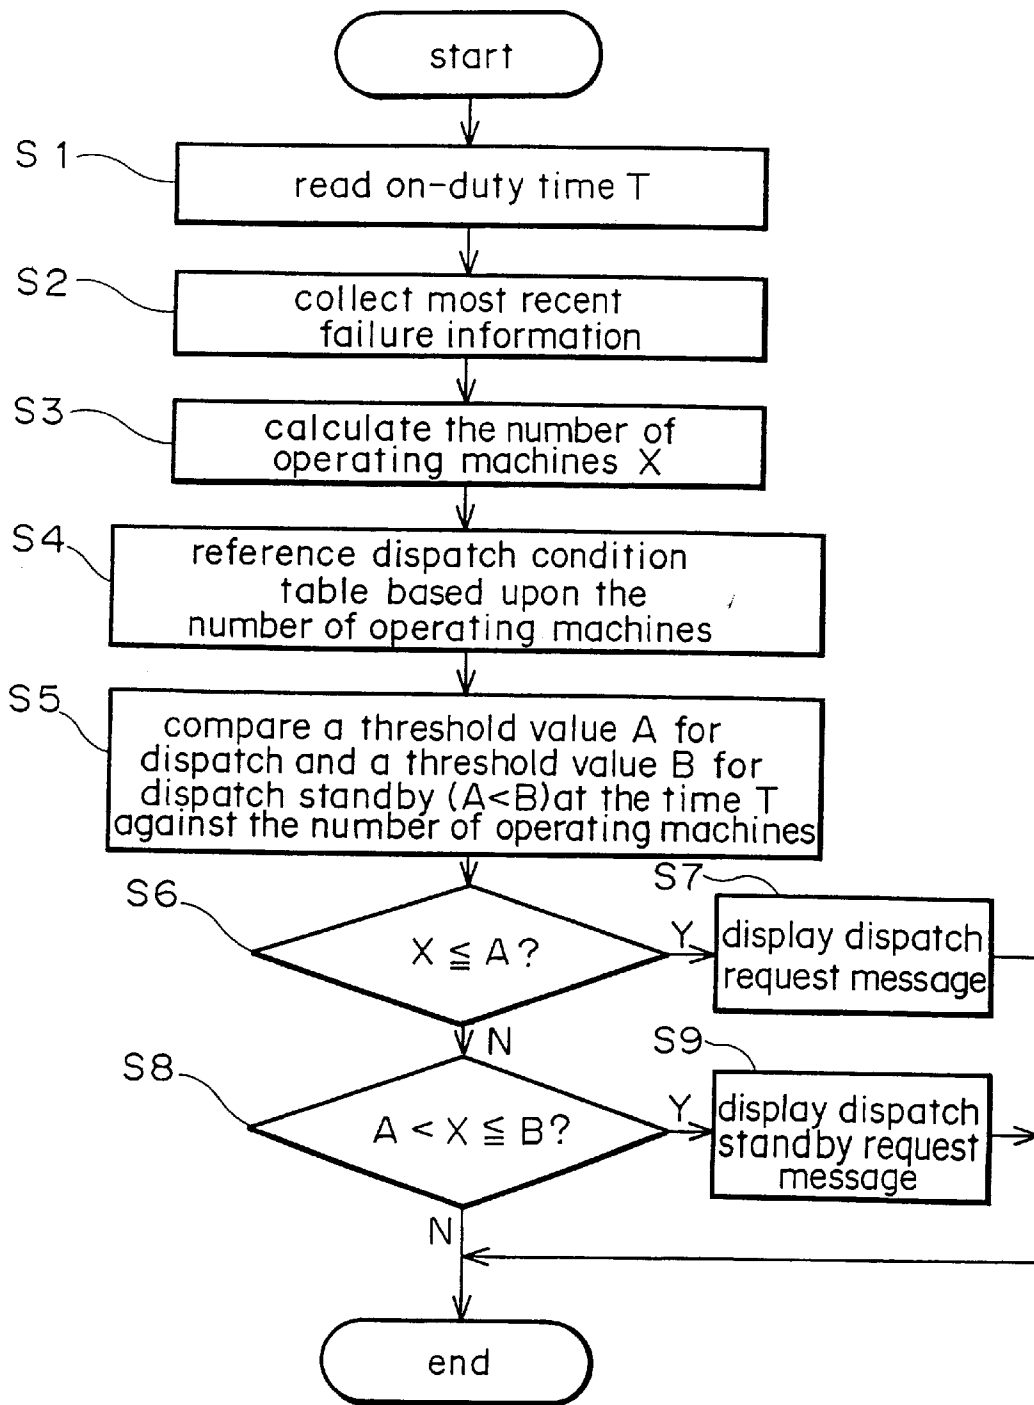 start
S1
read on-duty time T
S2
collect most recent
failure information
S3
calculate the number of
operating machines X
S4
reference dispatch condition
table based upon the
number of operating machines
S5
compare a threshold value A for
dispatch and a threshold value B for
dispatch standby (A<B) at the time T
against the number of operating machines
S6
X ≦ A?
Y
S7
display dispatch
request message
N
S8
A < X ≦ B?
Y
S9
display dispatch
standby request
message
N
end